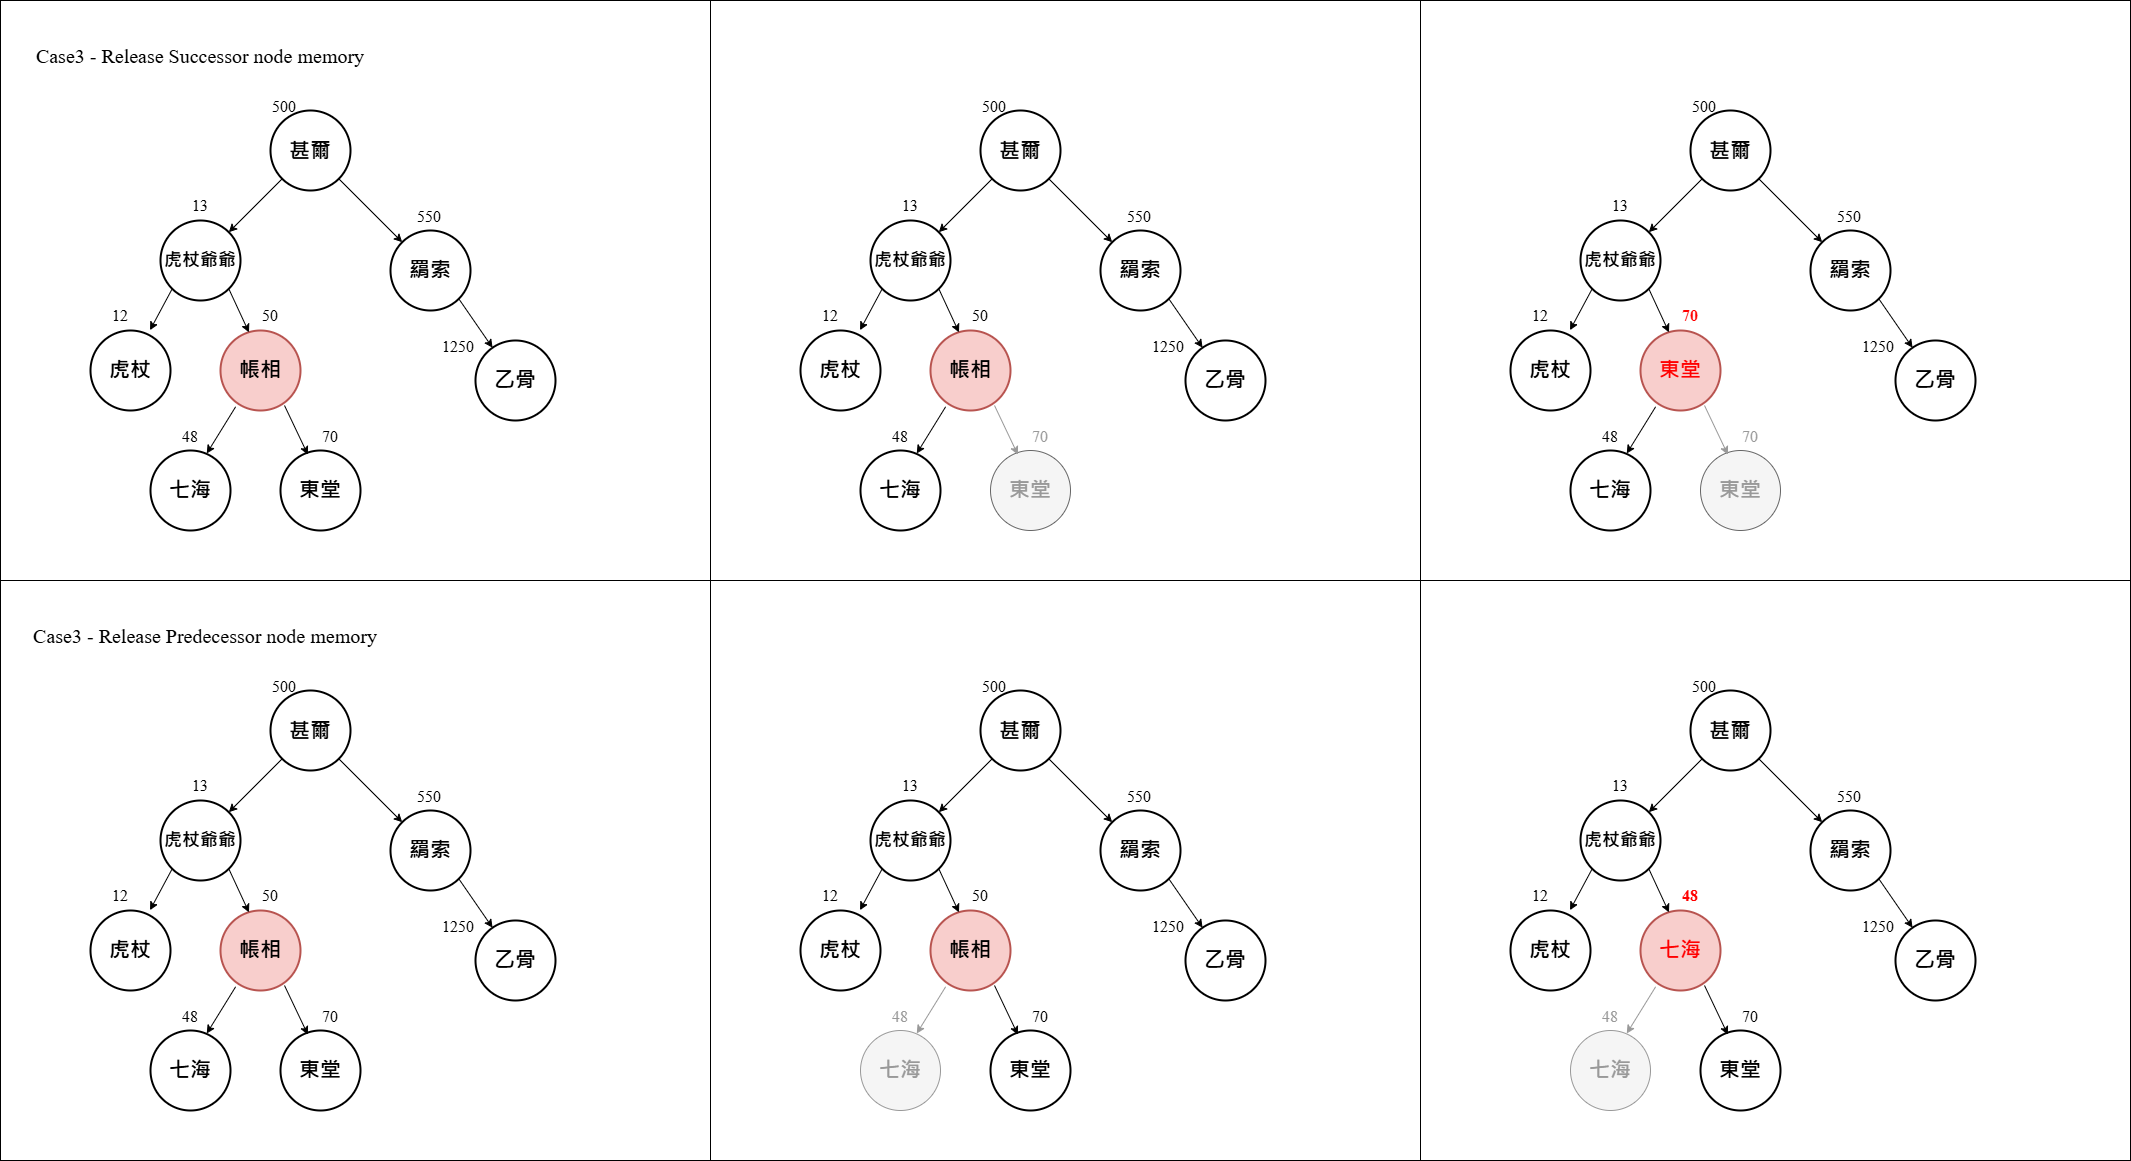 Case3 - Release Successor node memory
500
甚爾
13
虎杖爺爺
550
羂索
12
虎杖
50
帳相
1250
乙骨
48
七海
70
東堂
500
甚爾
13
虎杖爺爺
550
羂索
12
虎杖
50
帳相
1250
乙骨
48
七海
70
東堂
500
甚爾
13
虎杖爺爺
550
羂索
12
虎杖
70
東堂
1250
乙骨
48
七海
70
東堂
Case3 - Release Predecessor node memory
500
甚爾
13
虎杖爺爺
550
羂索
12
虎杖
50
帳相
1250
乙骨
48
七海
70
東堂
500
甚爾
13
虎杖爺爺
550
羂索
12
虎杖
50
帳相
1250
乙骨
48
七海
70
東堂
500
甚爾
13
虎杖爺爺
550
羂索
12
虎杖
48
七海
1250
乙骨
48
七海
70
東堂